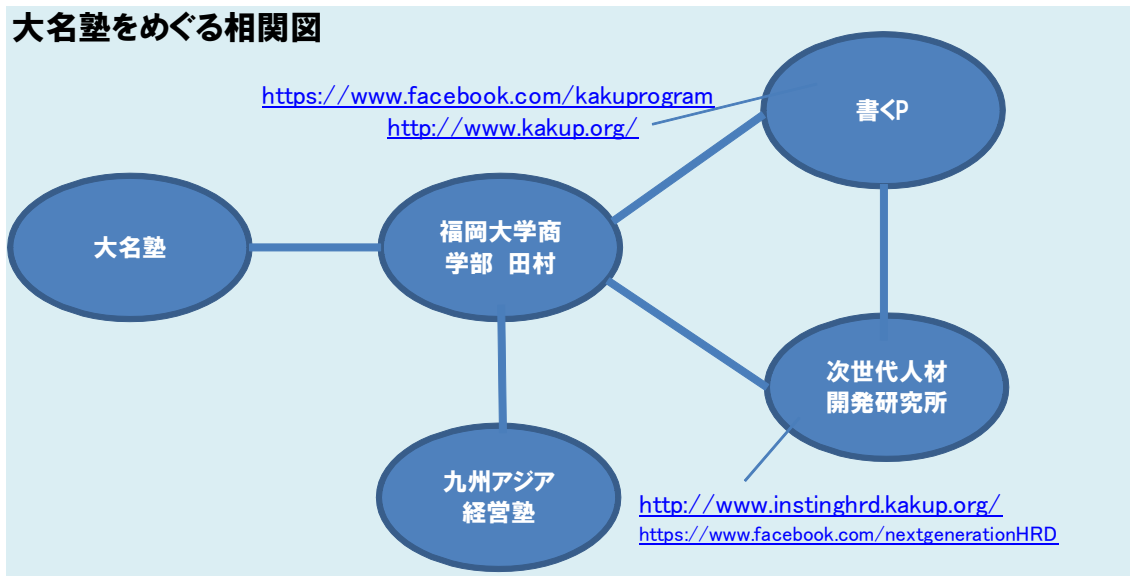 大名塾をめぐる相関図
https://www.facebook.com/kakuprogram
http://www.kakup.org/
書くP
大名塾
福岡大学商
学部 田村
次世代人材
開発研究所
九州アジア
経営塾
http://www.instinghrd.kakup.org/
https://www.facebook.com/nextgenerationHRD